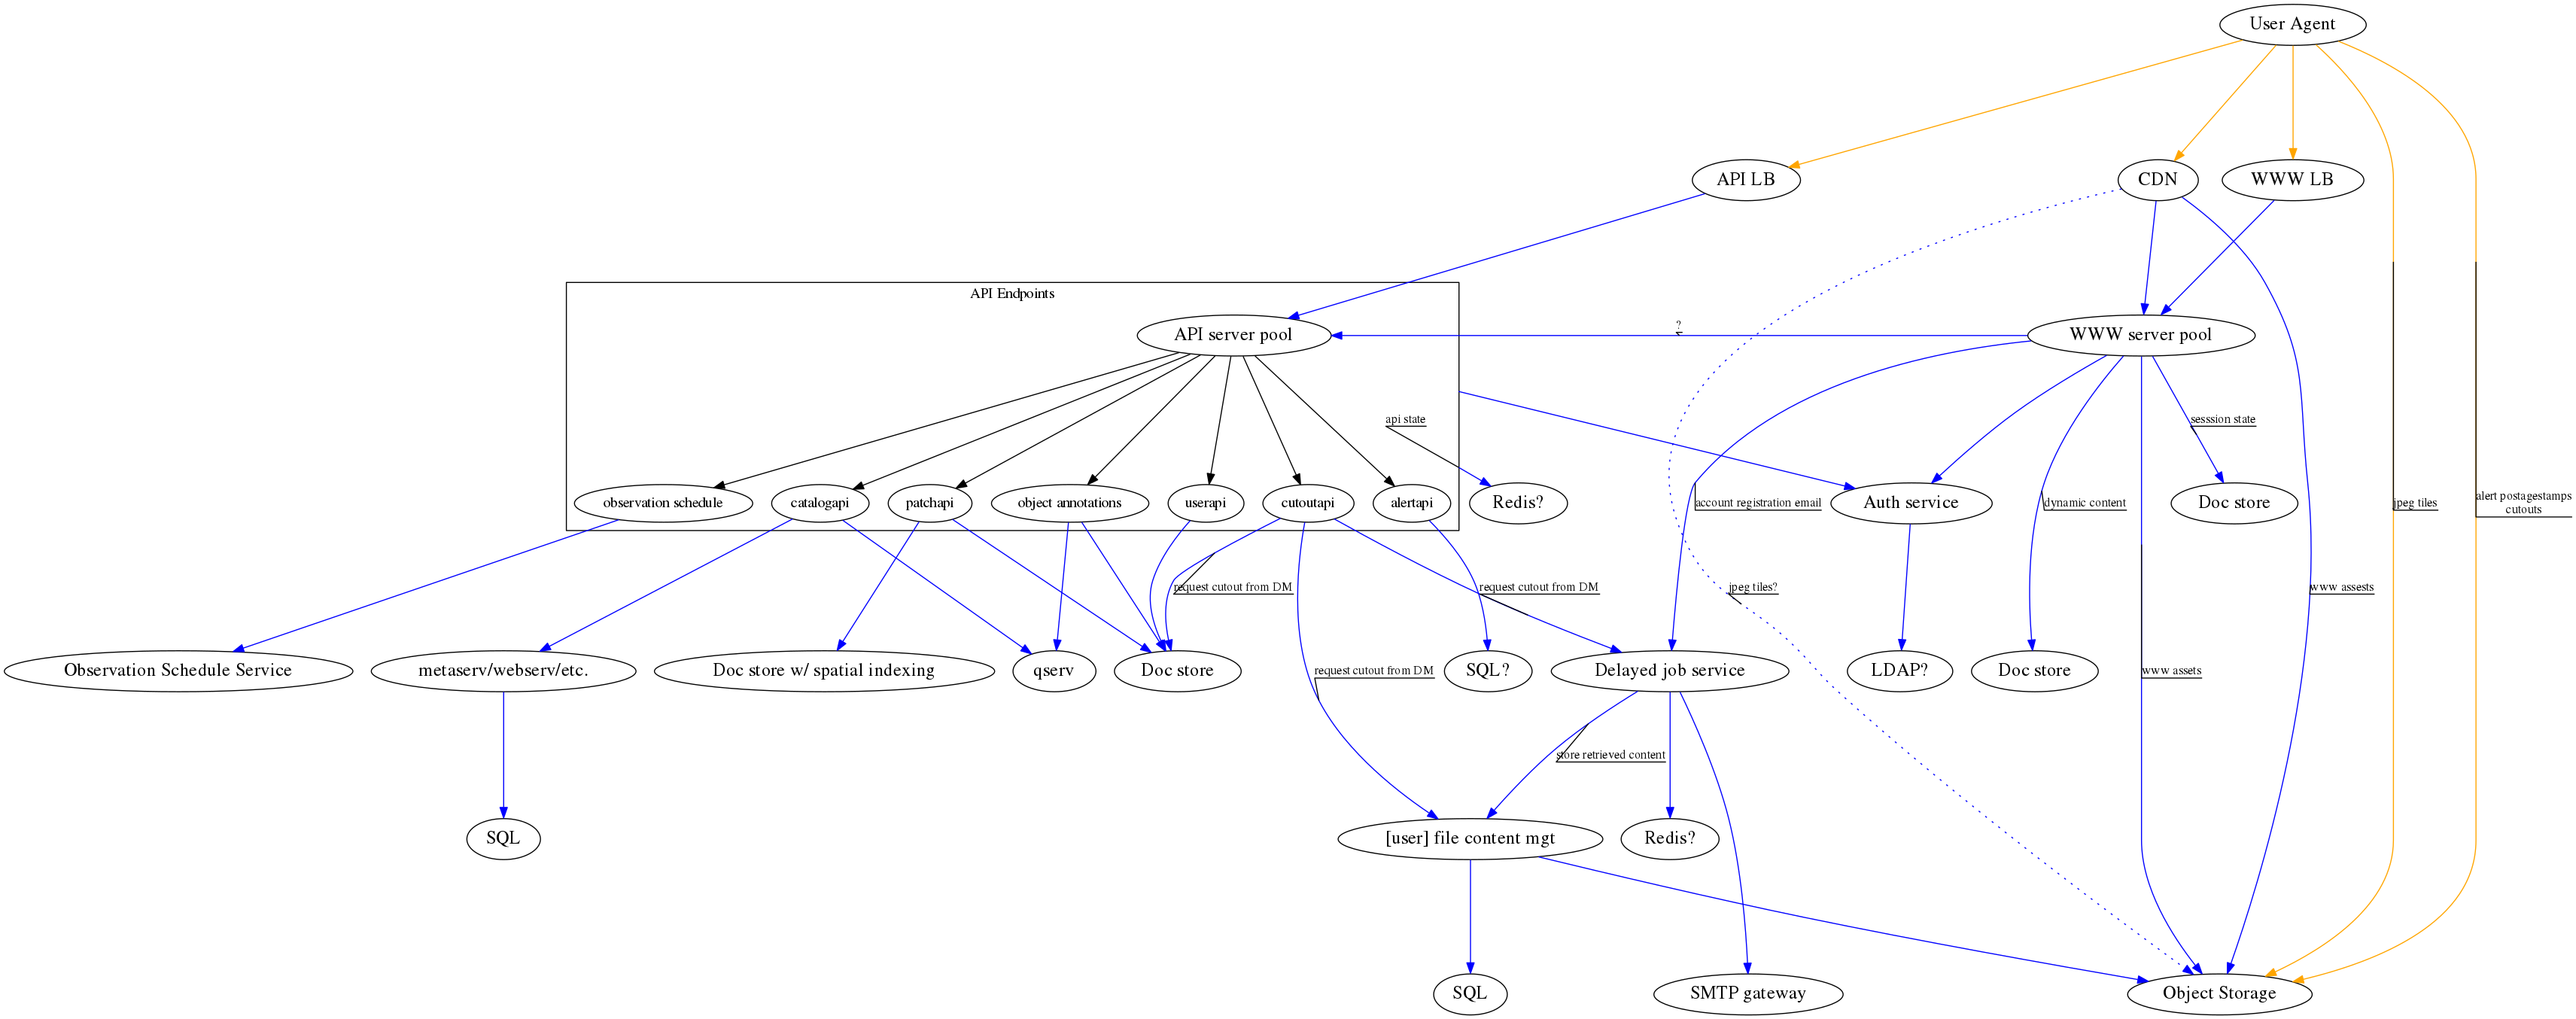 User Agent
API LB
CDN
WWW LB
API Endpoints
API server pool
?
WWW server pool
api state
sesssion state
observation schedule
catalogapi
patchapi
object annotations
userapi
cutoutapi
alertapi
Redis?
account registration email
Auth service
dynamic content
Doc store
jpeg tiles
alert postagestamps
cutouts
request cutout from DM
request cutout from DM
jpeg tiles?
www assests
Observation Schedule Service
metaserv/webserv/etc.
Doc store w/ spatial indexing
qserv
Doc store
request cutout from DM
SQL?
Delayed job service
LDAP?
Doc store
www assets
store retrieved content
SQL
[user] file content mgt
Redis?
SQL
SMTP gateway
Object Storage